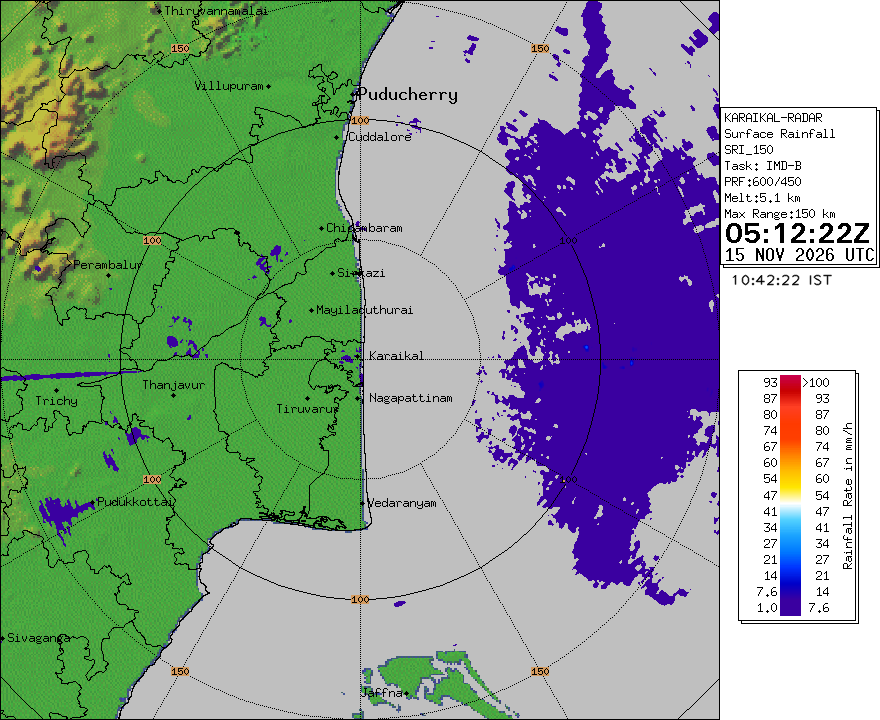 Thiruvannamalai
150
150
Villupuram
Puducherry
100
Cuddalore
Chidambaram
100
100
Perambalur
Sirkazi
Mayiladuthurai
Karaikal
Thanjavur
Trichy
Nagapattinam
Tiruvarur
100
100
Pudukkottai
Vedaranyam
100
Sivaganga
150
150
Jaffna
KARAIKAL-RADAR
Surface Rainfall
SRI_150
Task: IMD-B
PRF:600/450
Melt:5.1 km
Max Range:150 km
05:12:22Z
15 NOV 2026 UTC
10:42:22 IST
93 >100
87 93
80 87
74 80
67 74
60 67
54 60
47 54
41 47
34 41
27 34
21 27
14 21
7.6 14
1.0 7.6
Rainfall Rate in mm/h